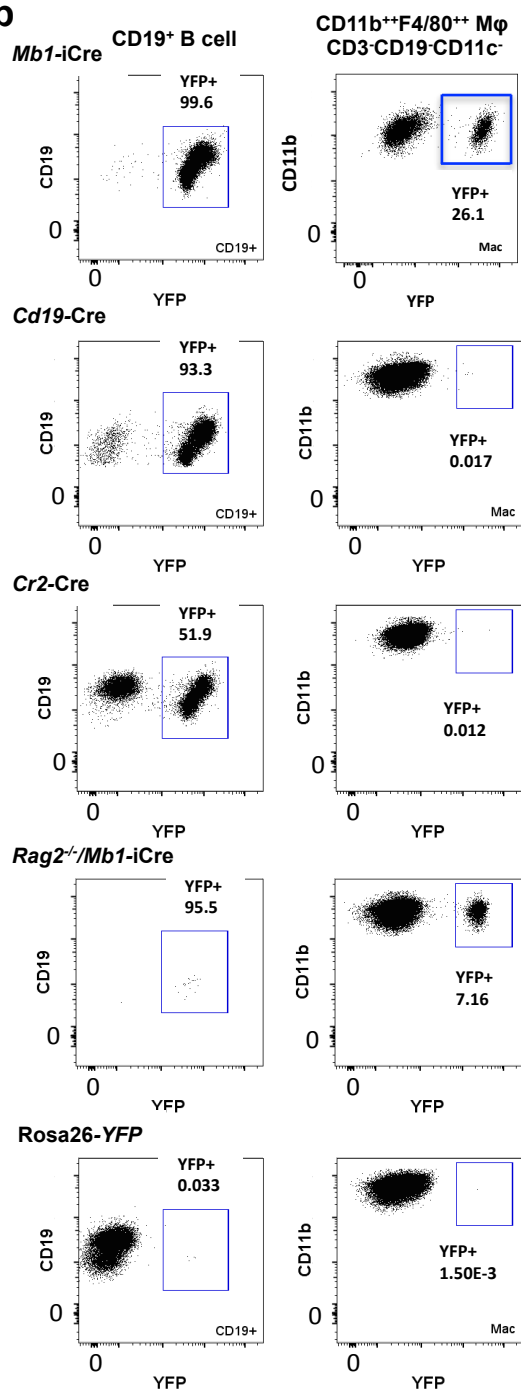 b
CD19⁺ B cell
CD11b⁺⁺F4/80⁺⁺ Mφ
CD3⁻CD19⁻CD11c⁻
Mb1-iCre
YFP+
99.6
CD19
0
CD19+
0
YFP
CD11b
YFP+
26.1
0
Mac
0
YFP
Cd19-Cre
YFP+
93.3
CD19
0
CD19+
0
YFP
CD11b
YFP+
0.017
0
Mac
0
YFP
Cr2-Cre
YFP+
51.9
CD19
0
0
YFP
CD11b
YFP+
0.012
0
0
YFP
Rag2⁻/⁻/Mb1-iCre
YFP+
95.5
CD19
0
0
YFP
CD11b
YFP+
7.16
0
0
YFP
Rosa26-YFP
YFP+
0.033
CD19
0
CD19+
0
YFP
CD11b
YFP+
1.50E-3
0
Mac
0
YFP